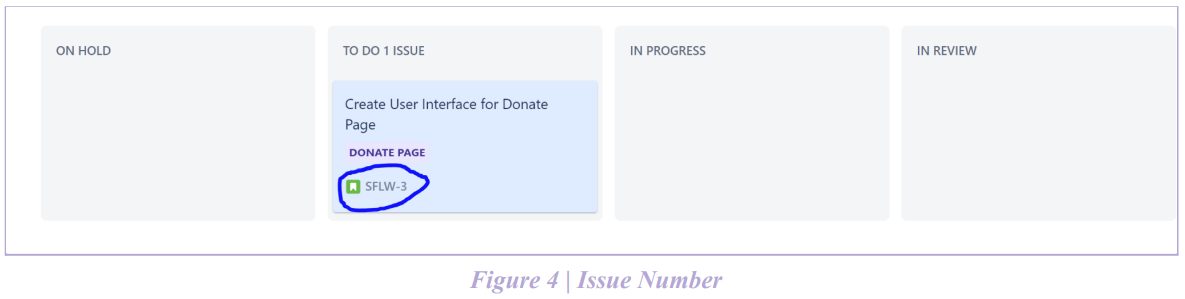 ON HOLD
TO DO 1 ISSUE
IN PROGRESS
IN REVIEW
Create User Interface for Donate
Page
DONATE PAGE
SFLW-3
Figure 4 | Issue Number